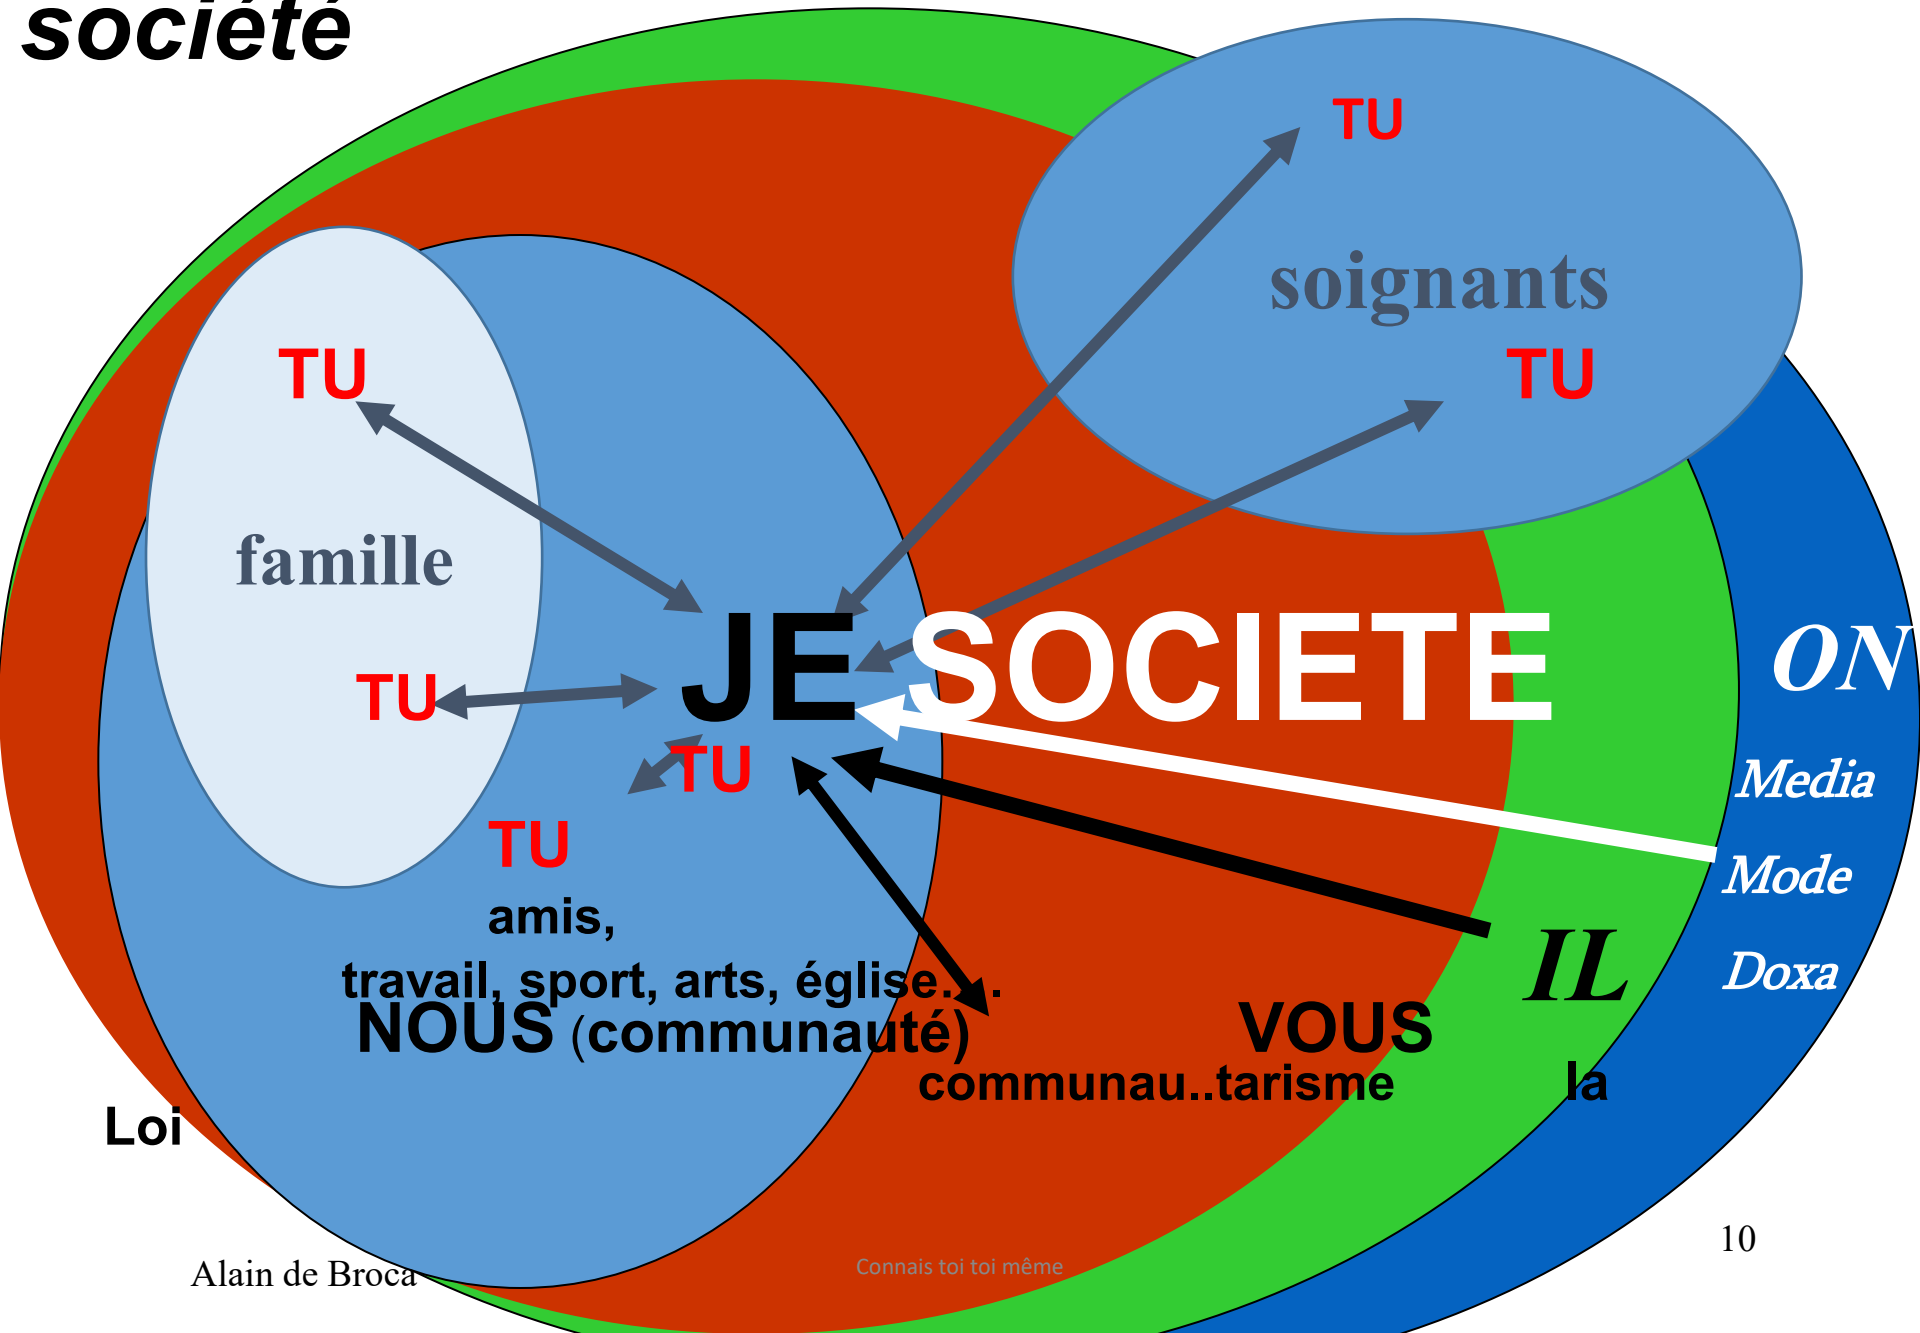 société
TU
soignants
TU
TU
famille
JE SOCIETE
ON
TU
TU
Media
TU
Mode
amis,
travail, sport, arts, église….
IL
Doxa
NOUS (communauté)
VOUS
communau..tarisme
la
Loi
10
Alain de Broca
Connais toi toi même